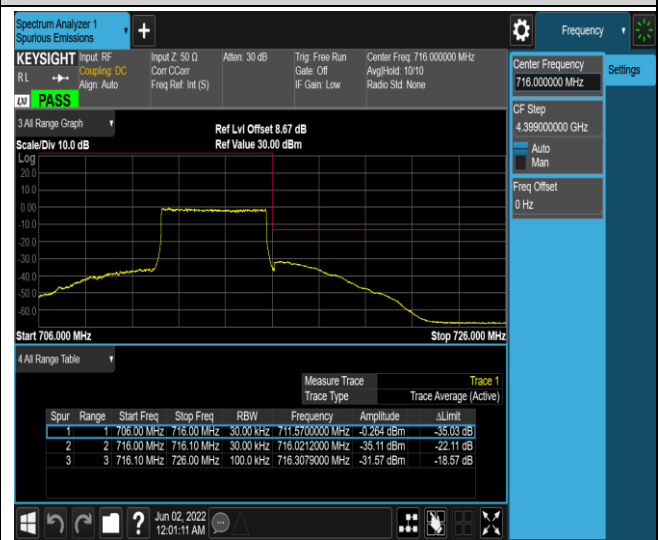 Spectrum Analyzer 1
Spurious Emissions
Frequency
KEYSIGHT
RL
Input: RF
Coupling: DC
Align: Auto
Input Z: 50 Ω
Corr CCorr
Freq Ref: Int (S)
Atten: 30 dB
Trig: Free Run
Gate: Off
IF Gain: Low
Center Freq: 716.000000 MHz
Avg|Hold: 10/10
Radio Std: None
LW PASS
Center Frequency
716.000000 MHz
Settings
CF Step
4.399000000 GHz
Auto
Man
Freq Offset
0 Hz
3 All Range Graph
Ref Lvl Offset 8.67 dB
Scale/Div 10.0 dB
Ref Value 30.00 dBm
Log
20.0
10.0
0.00
-10.0
-20.0
-30.0
-40.0
-50.0
-60.0
Start 706.000 MHz
Stop 726.000 MHz
4 All Range Table
Measure Trace Trace 1
Trace Type Trace Average (Active)
Spur Range Start Freq Stop Freq RBW Frequency Amplitude ΔLimit
1 1 706.00 MHz 716.00 MHz 30.00 kHz 711.5700000 MHz -0.264 dBm -35.03 dB
2 2 716.00 MHz 716.10 MHz 30.00 kHz 716.0212000 MHz -35.11 dBm -22.11 dB
3 3 716.10 MHz 726.00 MHz 100.0 kHz 716.3079000 MHz -31.57 dBm -18.57 dB
Jun 02, 2022
12:01:11 AM